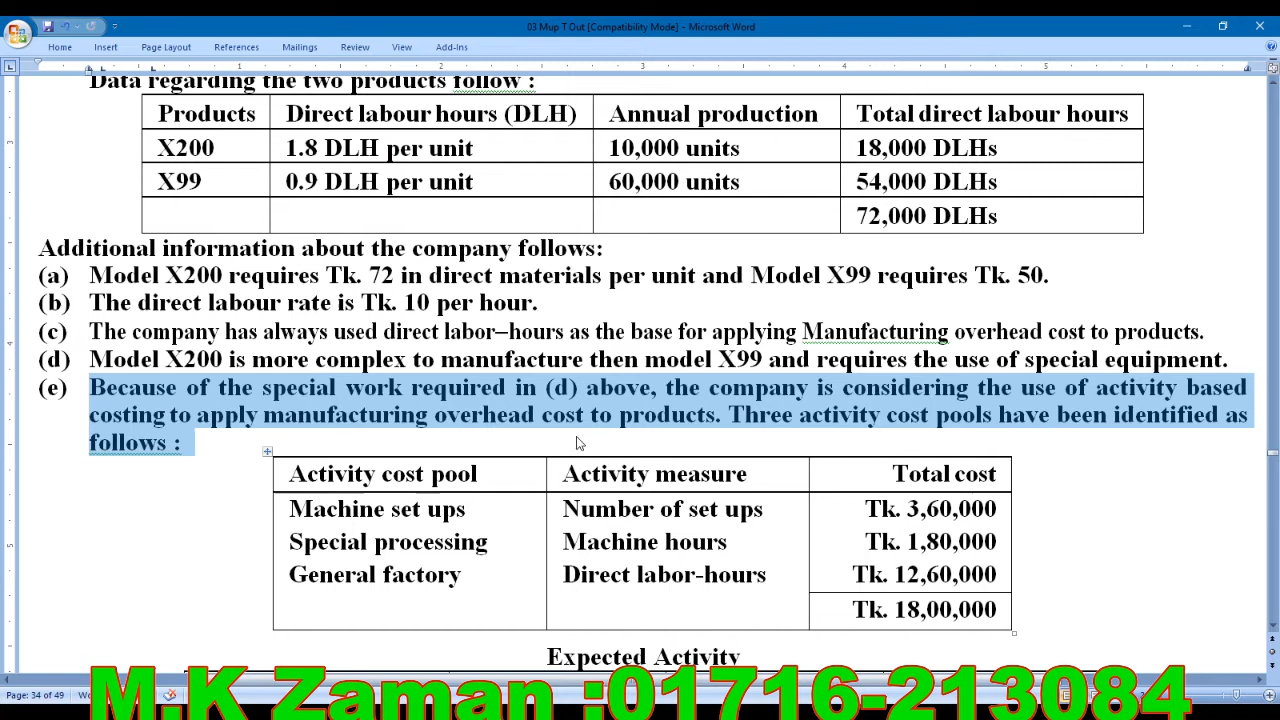 03 Mup T Out [Compatibility Mode] - Microsoft Word
Home Insert Page Layout References Mailings Review View Add-Ins
1 2 3 4 5
Data regarding the two products follow :
Products Direct labour hours (DLH) Annual production Total direct labour hours
X200 1.8 DLH per unit 10,000 units 18,000 DLHs
X99 0.9 DLH per unit 60,000 units 54,000 DLHs
72,000 DLHs
Additional information about the company follows:
(a) Model X200 requires Tk. 72 in direct materials per unit and Model X99 requires Tk. 50.
(b) The direct labour rate is Tk. 10 per hour.
(c) The company has always used direct labor–hours as the base for applying Manufacturing overhead cost to products.
(d) Model X200 is more complex to manufacture then model X99 and requires the use of special equipment.
(e) Because of the special work required in (d) above, the company is considering the use of activity based
costing to apply manufacturing overhead cost to products. Three activity cost pools have been identified as
follows :
Activity cost pool Activity measure Total cost
Machine set ups Number of set ups Tk. 3,60,000
Special processing Machine hours Tk. 1,80,000
General factory Direct labor-hours Tk. 12,60,000
Tk. 18,00,000
Expected Activity
Page: 34 of 49
M.K Zaman :01716-213084